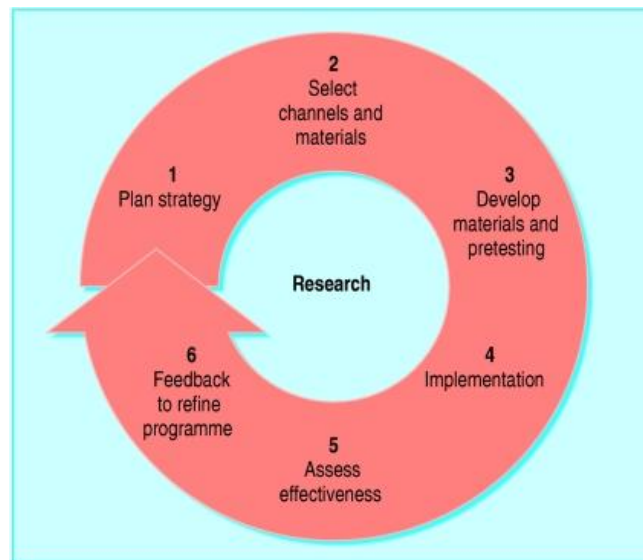 1
Plan strategy
2
Select
channels and
materials
3
Develop
materials and
pretesting
4
Implementation
5
Assess
effectiveness
6
Feedback
to refine
programme
Research